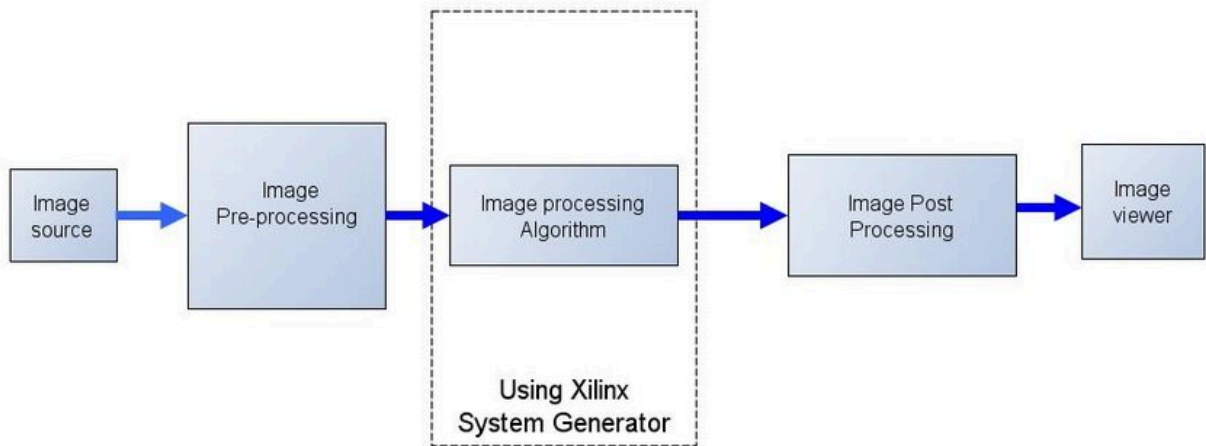 Image
source
Image
Pre-processing
Image processing
Algorithm
Image Post
Processing
Image
viewer
Using Xilinx
System Generator